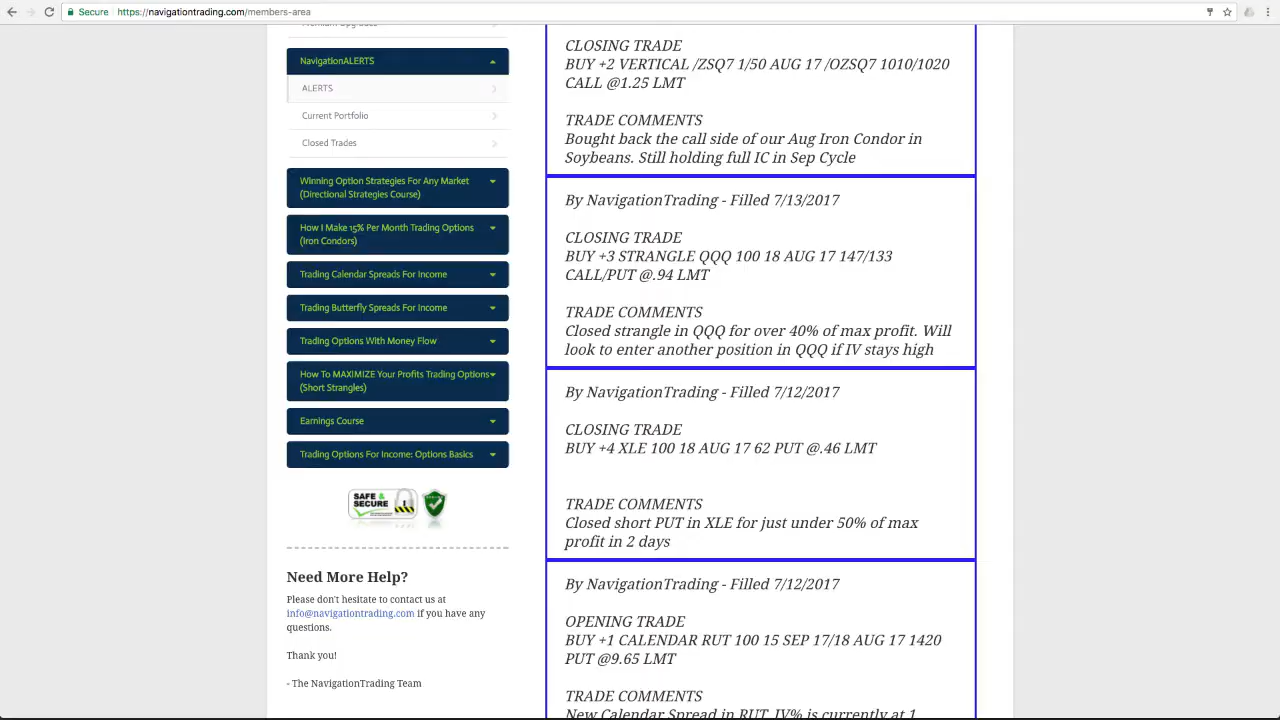 Secure
https://navigationtrading.com/members-area
NavigationALERTS
ALERTS
Current Portfolio
Closed Trades
Winning Option Strategies For Any Market
(Directional Strategies Course)
How I Make 15% Per Month Trading Options
(Iron Condors)
Trading Calendar Spreads For Income
Trading Butterfly Spreads For Income
Trading Options With Money Flow
How To MAXIMIZE Your Profits Trading Options
(Short Strangles)
Earnings Course
Trading Options For Income: Options Basics
SAFE &
SECURE
Need More Help?
Please don't hesitate to contact us at
info@navigationtrading.com if you have any
questions.
Thank you!
- The NavigationTrading Team
CLOSING TRADE
BUY +2 VERTICAL /ZSQ7 1/50 AUG 17 /OZSQ7 1010/1020
CALL @1.25 LMT
TRADE COMMENTS
Bought back the call side of our Aug Iron Condor in
Soybeans. Still holding full IC in Sep Cycle
By NavigationTrading - Filled 7/13/2017
CLOSING TRADE
BUY +3 STRANGLE QQQ 100 18 AUG 17 147/133
CALL/PUT @.94 LMT
TRADE COMMENTS
Closed strangle in QQQ for over 40% of max profit. Will
look to enter another position in QQQ if IV stays high
By NavigationTrading - Filled 7/12/2017
CLOSING TRADE
BUY +4 XLE 100 18 AUG 17 62 PUT @.46 LMT
TRADE COMMENTS
Closed short PUT in XLE for just under 50% of max
profit in 2 days
By NavigationTrading - Filled 7/12/2017
OPENING TRADE
BUY +1 CALENDAR RUT 100 15 SEP 17/18 AUG 17 1420
PUT @9.65 LMT
TRADE COMMENTS
New Calendar Spread in RUT. IV% is currently at 1